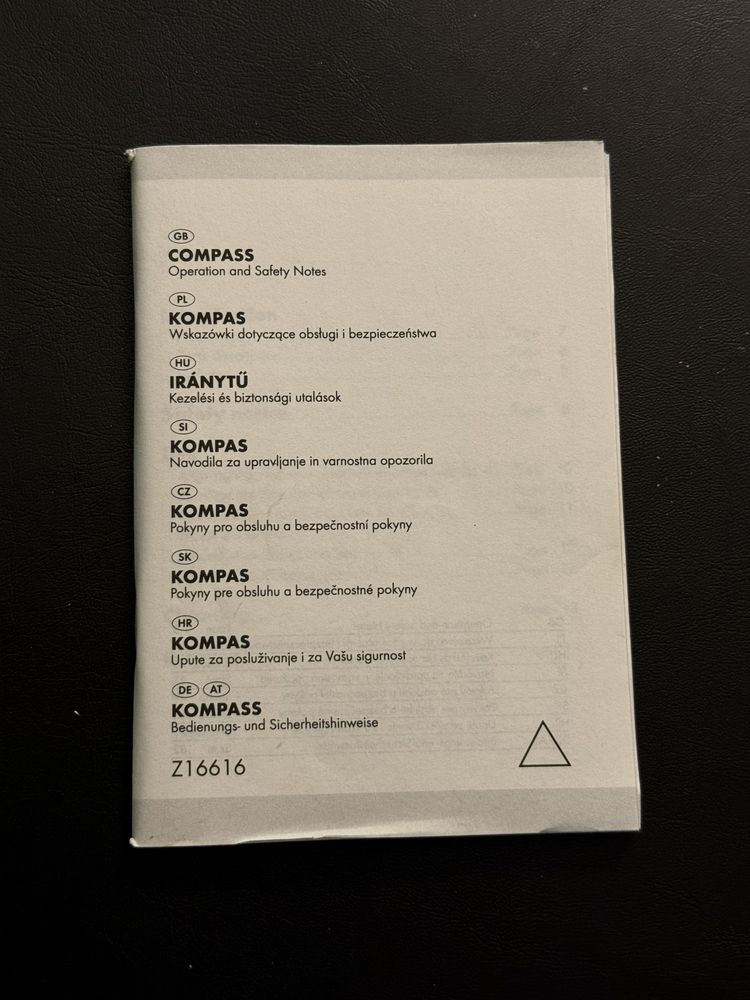 GB
COMPASS
Operation and Safety Notes
PL
KOMPAS
Wskazówki dotyczące obsługi i bezpieczeństwa
HU
IRÁNYTŰ
Kezelési és biztonsági utalások
SI
KOMPAS
Navodila za upravljanje in varnostna opozorila
CZ
KOMPAS
Pokyny pro obsluhu a bezpečnostní pokyny
SK
KOMPAS
Pokyny pre obsluhu a bezpečnostné pokyny
HR
KOMPAS
Upute za posluživanje i za Vašu sigurnost
DE AT
KOMPASS
Bedienungs- und Sicherheitshinweise
Z16616